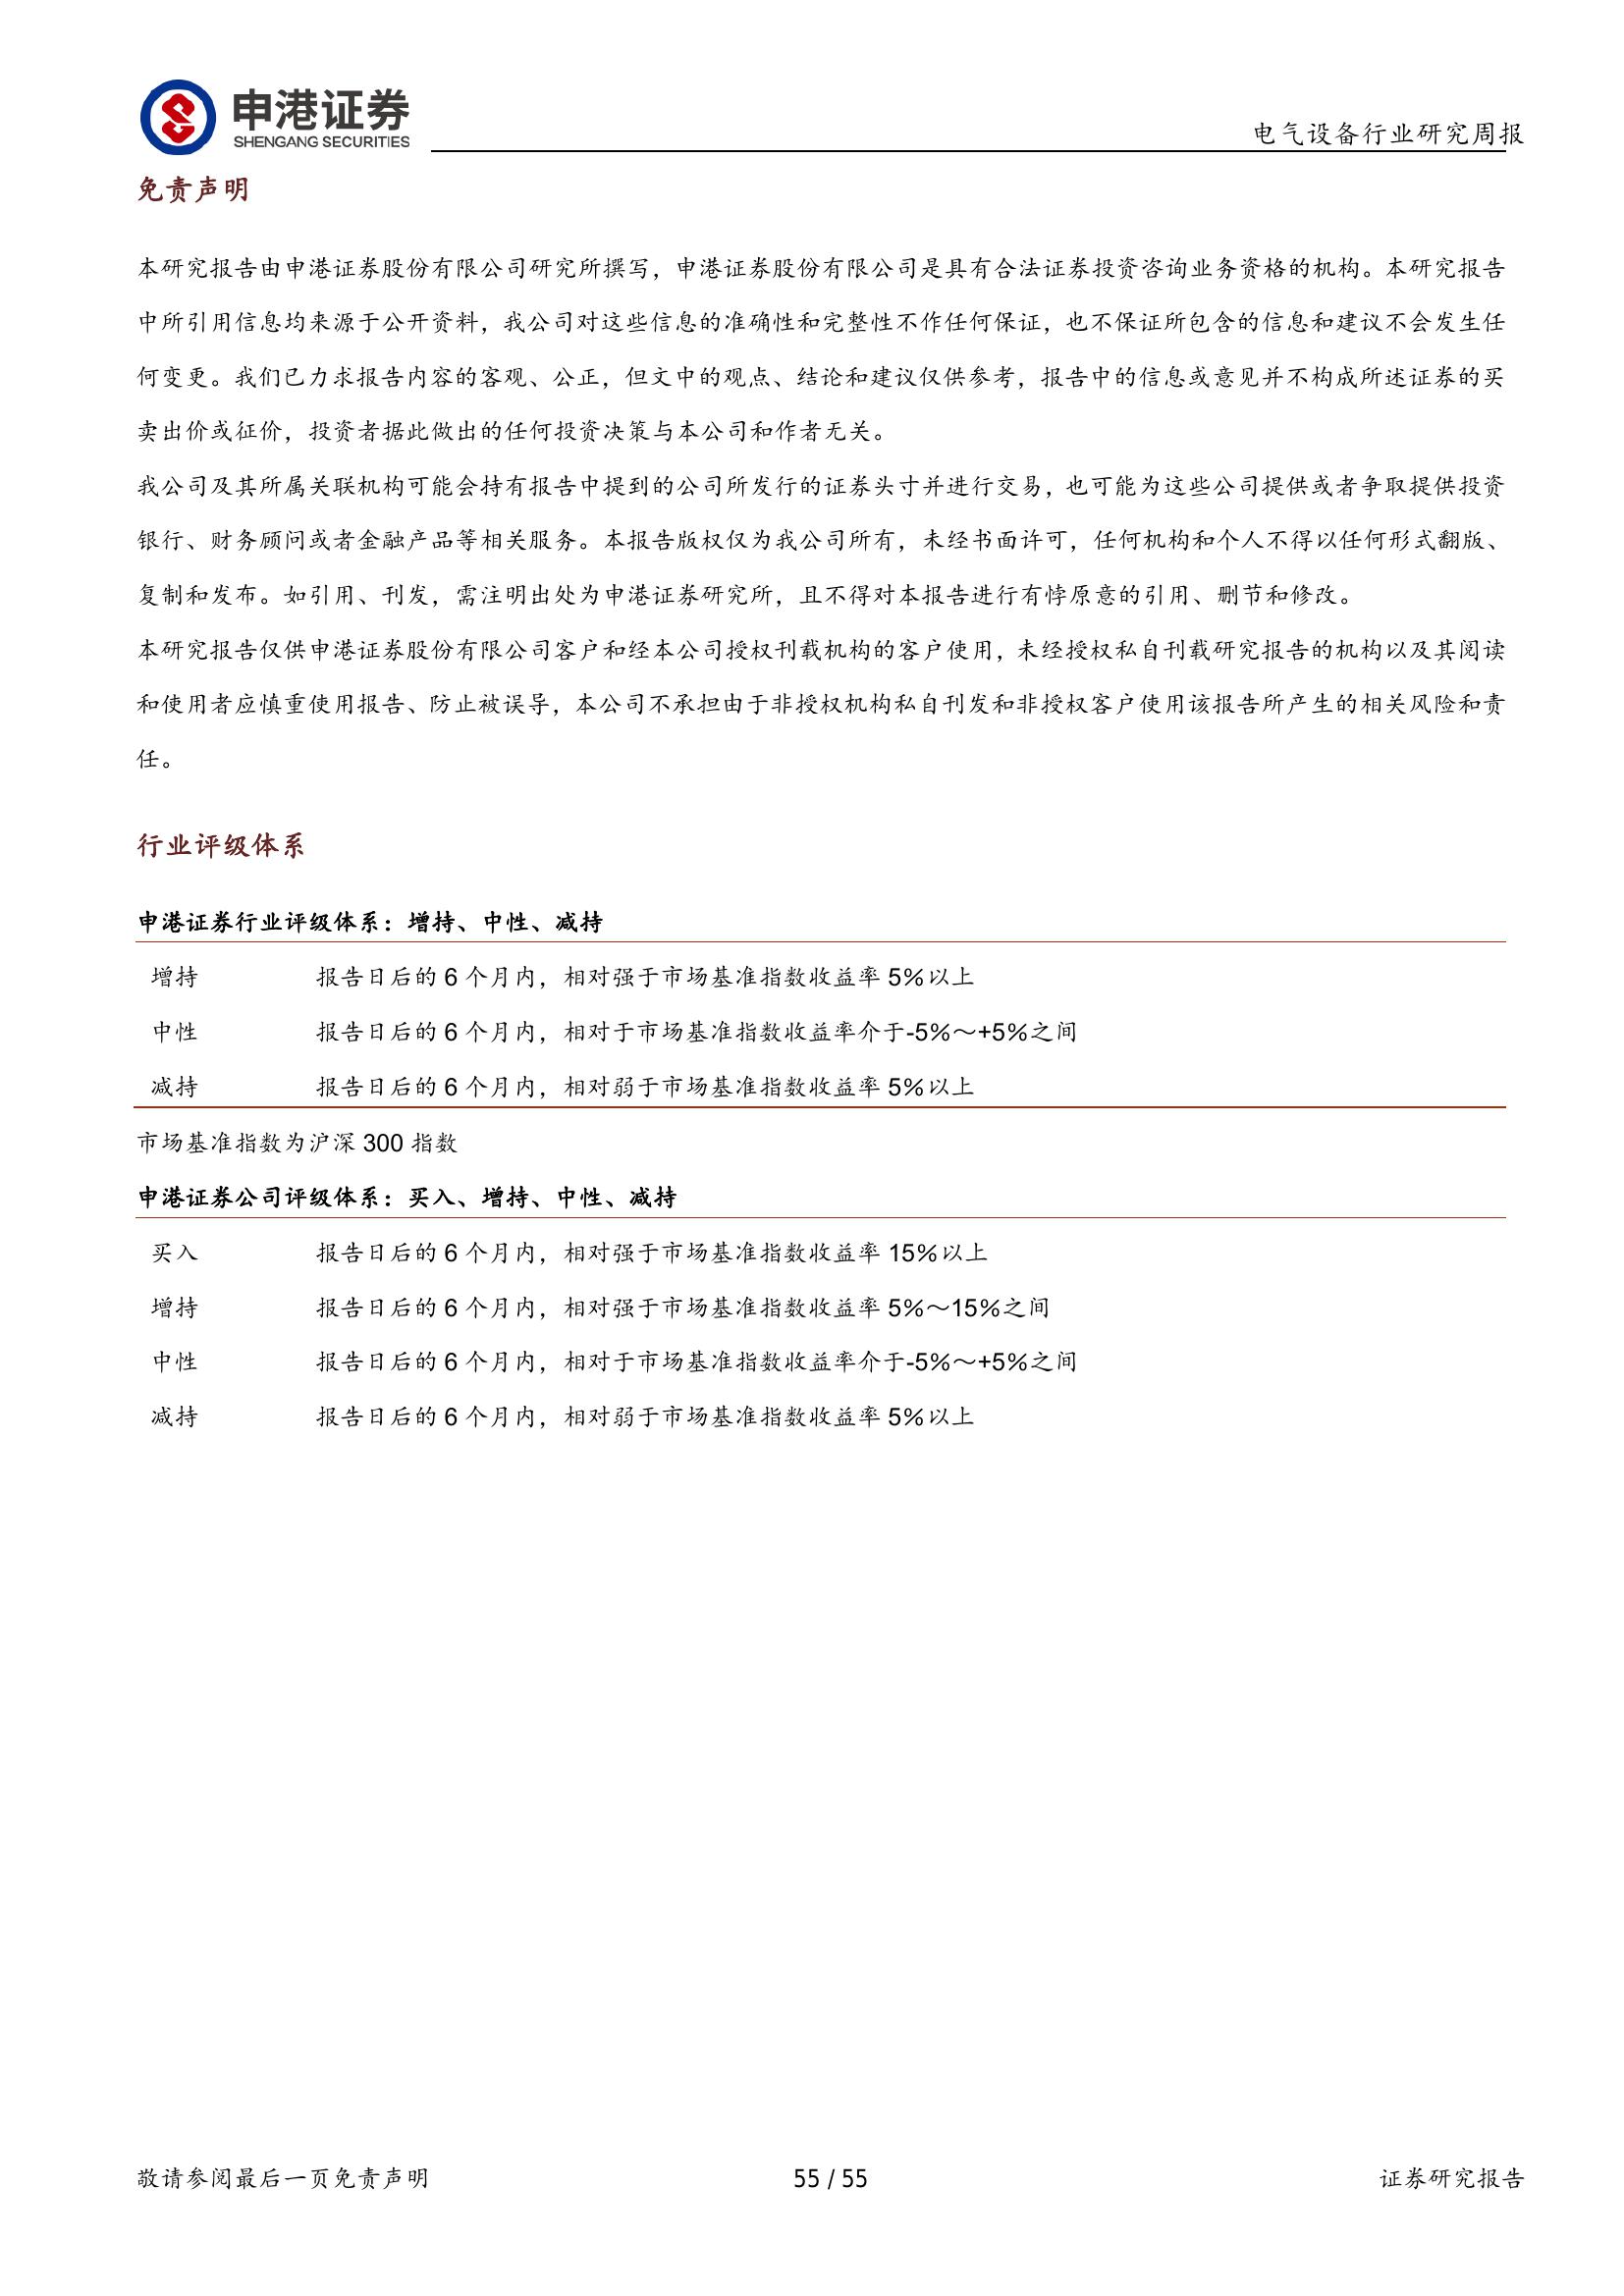 申港证券
SHENGANG SECURITIES
电气设备行业研究周报
免责声明
本研究报告由申港证券股份有限公司研究所撰写，申港证券股份有限公司是具有合法证券投资咨询业务资格的机构。本研究报告
中所引用信息均来源于公开资料，我公司对这些信息的准确性和完整性不作任何保证，也不保证所包含的信息和建议不会发生任
何变更。我们已力求报告内容的客观、公正，但文中的观点、结论和建议仅供参考，报告中的信息或意见并不构成所述证券的买
卖出价或征价，投资者据此做出的任何投资决策与本公司和作者无关。
我公司及其所属关联机构可能会持有报告中提到的公司所发行的证券头寸并进行交易，也可能为这些公司提供或者争取提供投资
银行、财务顾问或者金融产品等相关服务。本报告版权仅为我公司所有，未经书面许可，任何机构和个人不得以任何形式翻版、
复制和发布。如引用、刊发，需注明出处为申港证券研究所，且不得对本报告进行有悖原意的引用、删节和修改。
本研究报告仅供申港证券股份有限公司客户和经本公司授权刊载机构的客户使用，未经授权私自刊载研究报告的机构以及其阅读
和使用者应慎重使用报告、防止被误导，本公司不承担由于非授权机构私自刊发和非授权客户使用该报告所产生的相关风险和责
任。
行业评级体系
申港证券行业评级体系：增持、中性、减持
增持 报告日后的 6 个月内，相对强于市场基准指数收益率 5％以上
中性 报告日后的 6 个月内，相对于市场基准指数收益率介于-5%～+5％之间
减持 报告日后的 6 个月内，相对弱于市场基准指数收益率 5％以上
市场基准指数为沪深 300 指数
申港证券公司评级体系：买入、增持、中性、减持
买入 报告日后的 6 个月内，相对强于市场基准指数收益率 15％以上
增持 报告日后的 6 个月内，相对强于市场基准指数收益率 5%～15％之间
中性 报告日后的 6 个月内，相对于市场基准指数收益率介于-5%～+5％之间
减持 报告日后的 6 个月内，相对弱于市场基准指数收益率 5％以上
敬请参阅最后一页免责声明 55 / 55 证券研究报告